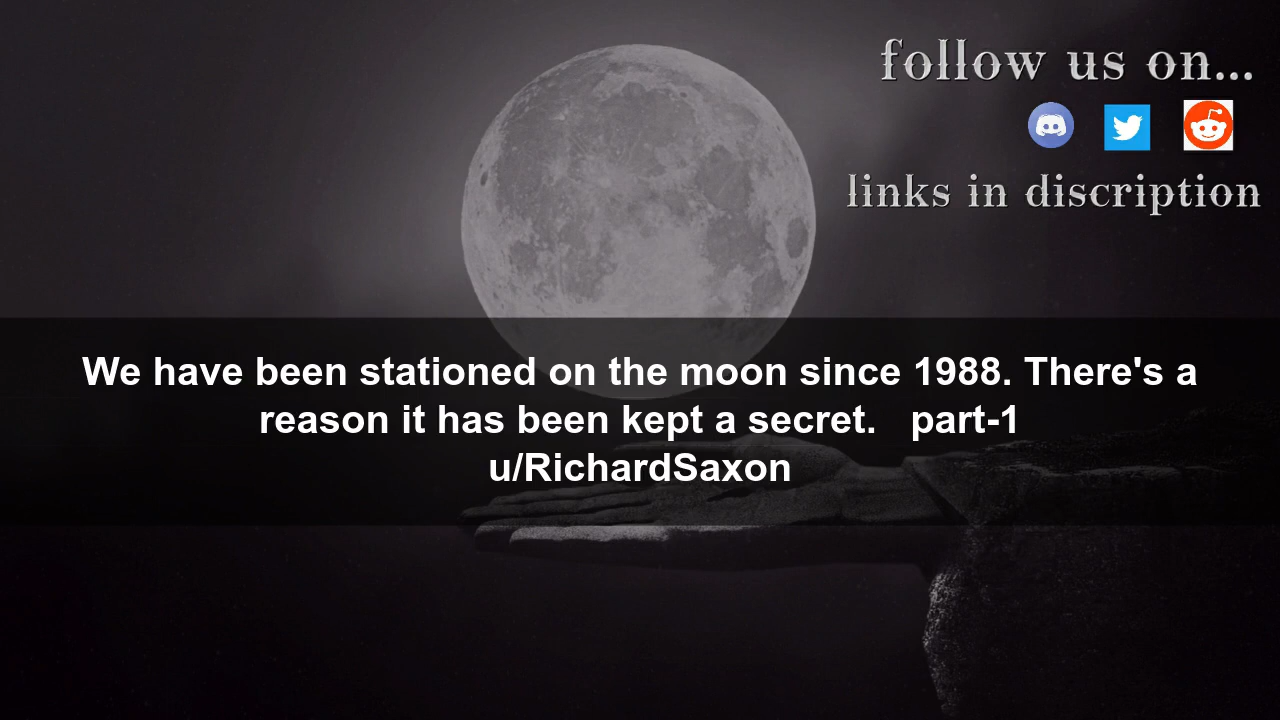 follow us on...
links in discription
We have been stationed on the moon since 1988. There's a
reason it has been kept a secret.   part-1
u/RichardSaxon